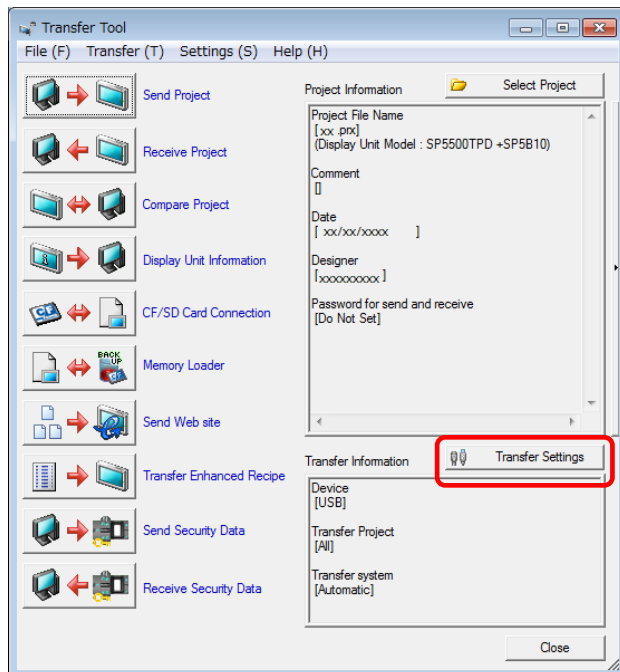 Transfer Tool
File (F) Transfer (T) Settings (S) Help (H)
Send Project
Receive Project
Compare Project
Display Unit Information
CF
CF/SD Card Connection
BACK
UP
Memory Loader
Send Web site
Transfer Enhanced Recipe
Send Security Data
Receive Security Data
Project Information
Select Project
Project File Name
[xx .prx]
(Display Unit Model : SP5500TPD +SP5B10)
Comment
[]
Date
[ xx/xx/xxxx ]
Designer
[xxxxxxxxx ]
Password for send and receive
[Do Not Set]
Transfer Information
Transfer Settings
Device
[USB]
Transfer Project
[All]
Transfer system
[Automatic]
Close